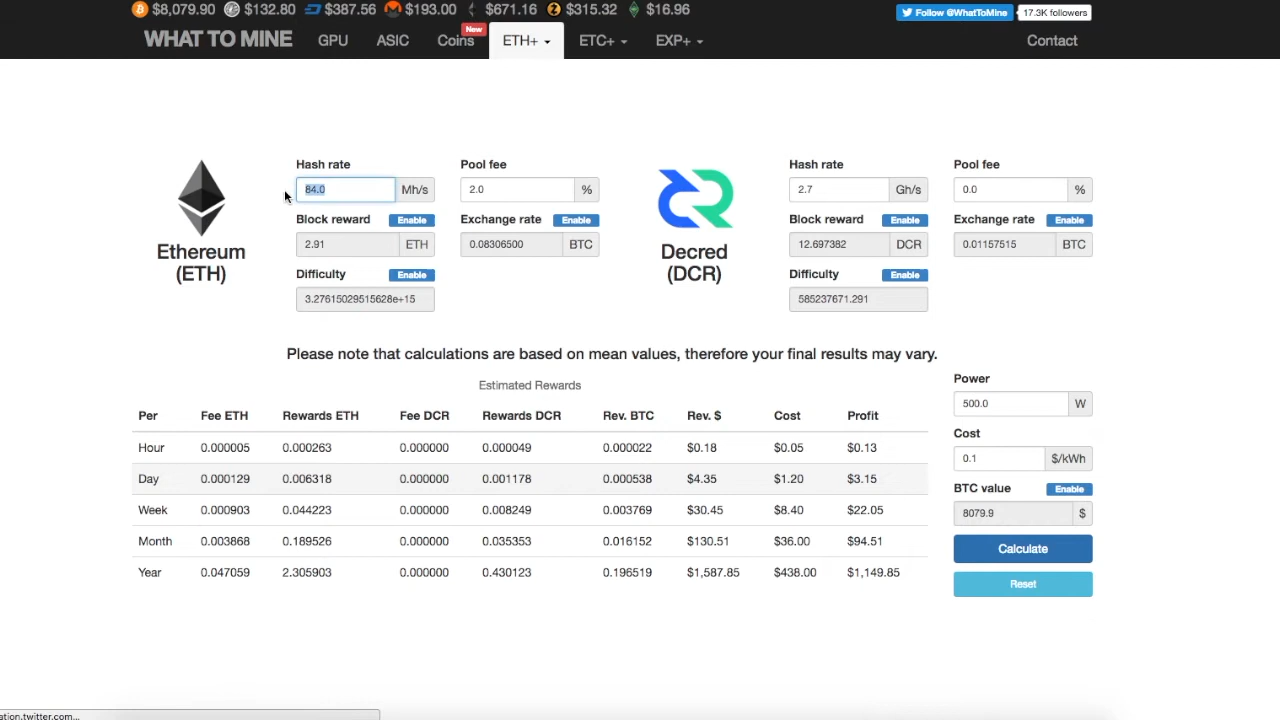 $8,079.90 $132.80 $387.56 $193.00 $671.16 $315.32 $16.96 Follow @WhatToMine 17.3K followers
WHAT TO MINE GPU ASIC Coins New ETH+ ETC+ EXP+ Contact
Hash rate Pool fee Hash rate Pool fee
84.0 Mh/s 2.0 % 2.7 Gh/s 0.0 %
Block reward Enable Exchange rate Enable Block reward Enable Exchange rate Enable
2.91 ETH 0.08306500 BTC 12.697382 DCR 0.01157515 BTC
Ethereum Decred
(ETH) (DCR)
Difficulty Enable Difficulty Enable
3.27615029515628e+15 585237671.291
Please note that calculations are based on mean values, therefore your final results may vary.
Estimated Rewards
Per Fee ETH Rewards ETH Fee DCR Rewards DCR Rev. BTC Rev. $ Cost Profit
Hour 0.000005 0.000263 0.000000 0.000049 0.000022 $0.18 $0.05 $0.13
Day 0.000129 0.006318 0.000000 0.001178 0.000538 $4.35 $1.20 $3.15
Week 0.000903 0.044223 0.000000 0.008249 0.003769 $30.45 $8.40 $22.05
Month 0.003868 0.189526 0.000000 0.035353 0.016152 $130.51 $36.00 $94.51
Year 0.047059 2.305903 0.000000 0.430123 0.196519 $1,587.85 $438.00 $1,149.85
Power
500.0 W
Cost
0.1 $/kWh
BTC value Enable
8079.9 $
Calculate
Reset
ation.twitter.com...